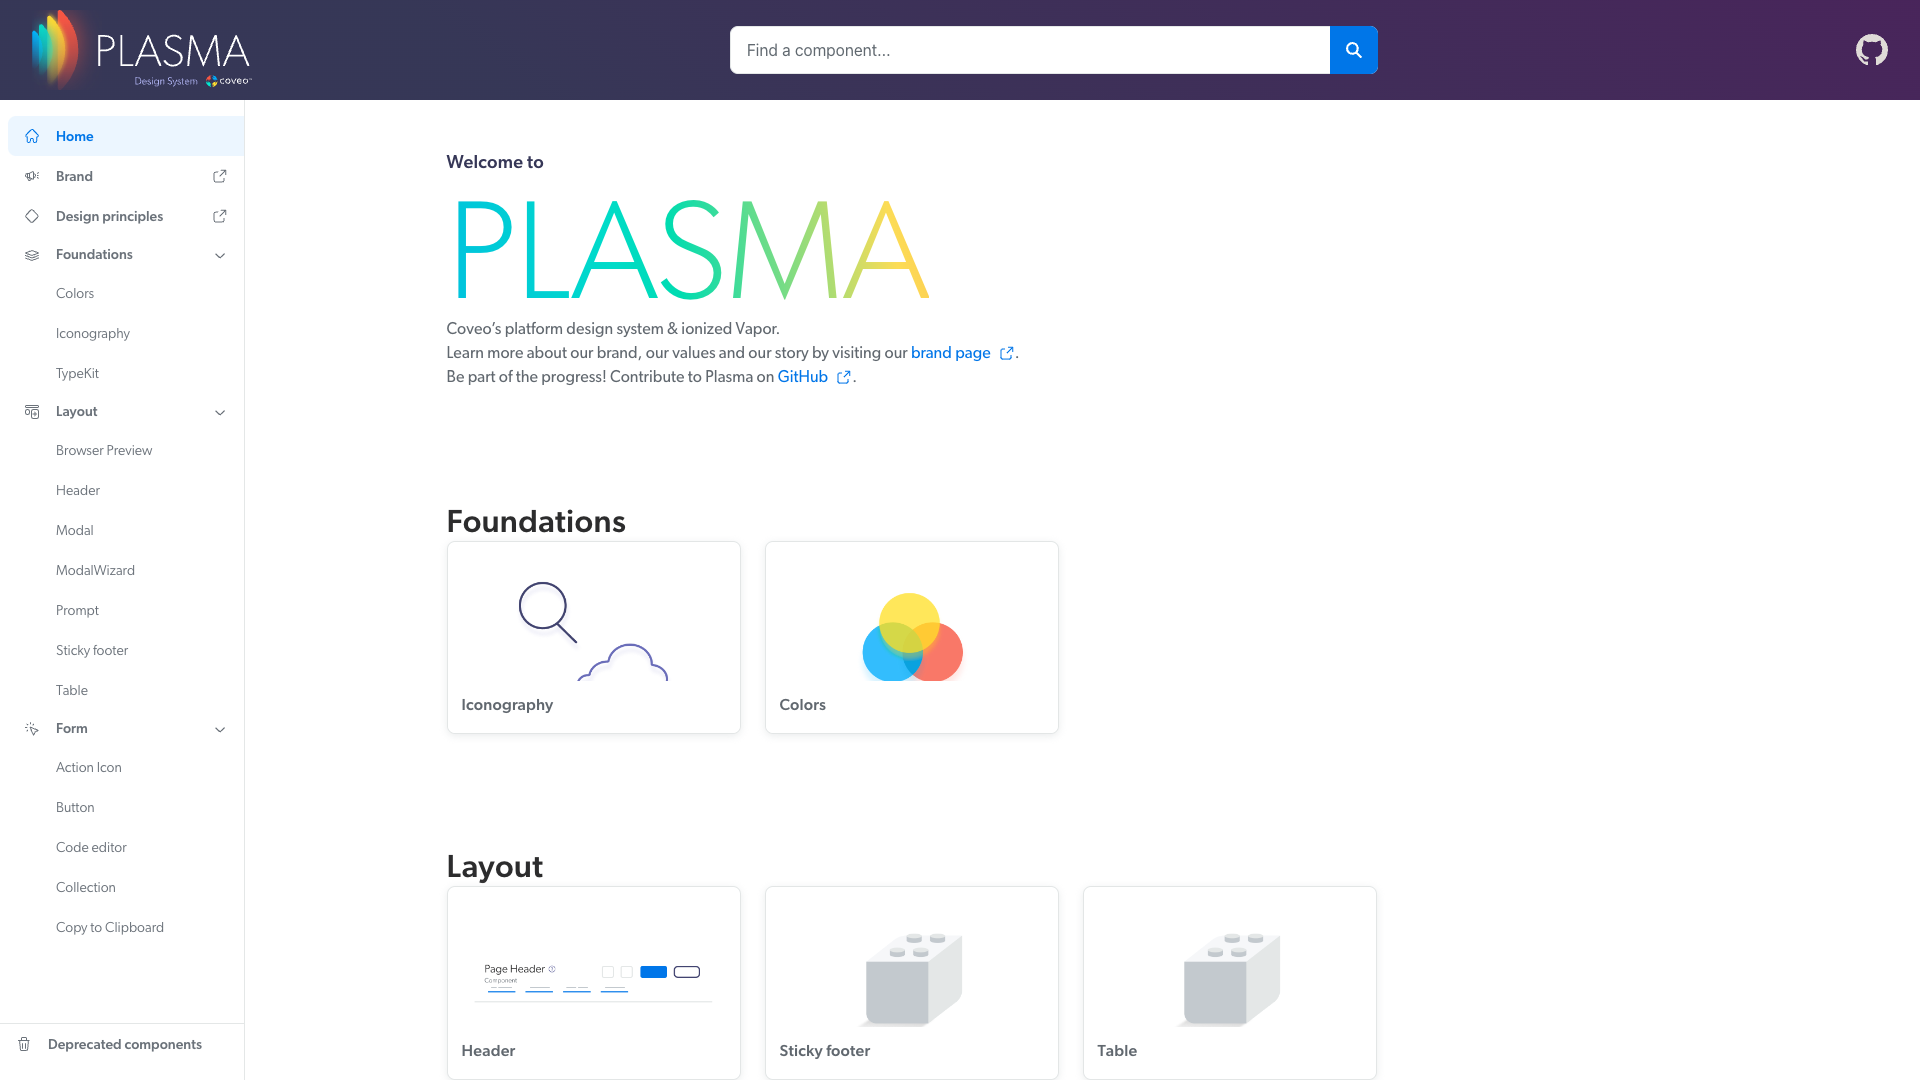 PLASMA
Design System coveo
Find a component...
Home
Brand
Design principles
Foundations
Colors
Iconography
TypeKit
Layout
Browser Preview
Header
Modal
ModalWizard
Prompt
Sticky footer
Table
Form
Action Icon
Button
Code editor
Collection
Copy to Clipboard
Deprecated components
Welcome to
PLASMA
Coveo’s platform design system & ionized Vapor.
Learn more about our brand, our values and our story by visiting our brand page .
Be part of the progress! Contribute to Plasma on GitHub .
Foundations
Iconography
Colors
Layout
Page Header
Component
Header
Sticky footer
Table